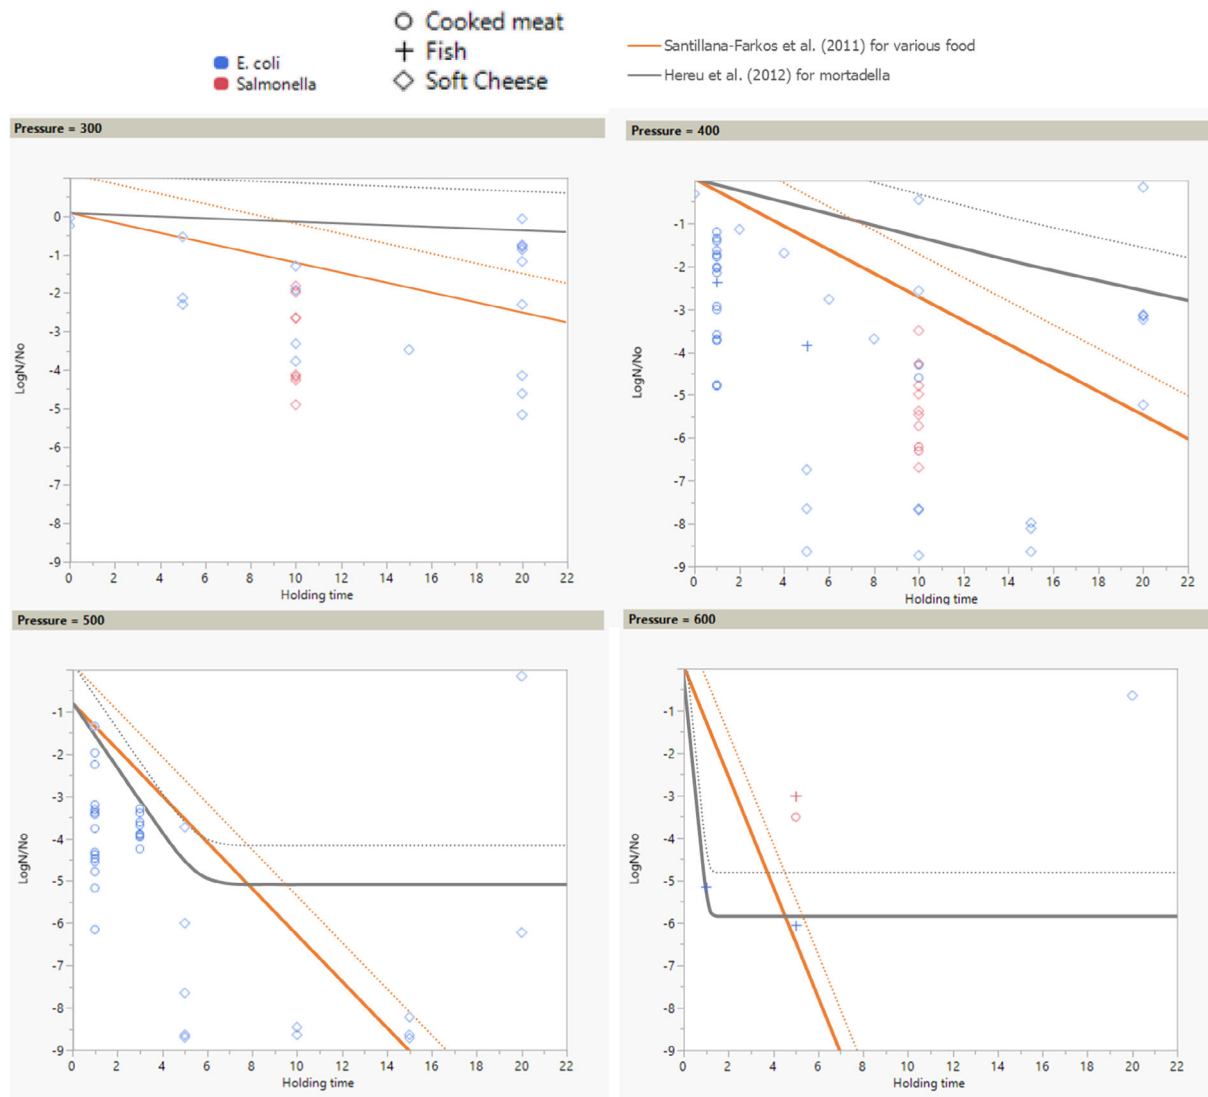 Cooked meat
Fish
Soft Cheese
E. coli
Salmonella
Santillana-Farkos et al. (2011) for various food
Hereu et al. (2012) for mortadella
Pressure = 300
LogN/No
0
-1
-2
-3
-4
-5
-6
-7
-8
-9
0 2 4 6 8 10 12 14 16 18 20 22
Holding time
Pressure = 400
LogN/No
-1
-2
-3
-4
-5
-6
-7
-8
-9
0 2 4 6 8 10 12 14 16 18 20 22
Holding time
Pressure = 500
LogN/No
-1
-2
-3
-4
-5
-6
-7
-8
-9
0 2 4 6 8 10 12 14 16 18 20 22
Holding time
Pressure = 600
LogN/No
-1
-2
-3
-4
-5
-6
-7
-8
-9
0 2 4 6 8 10 12 14 16 18 20 22
Holding time